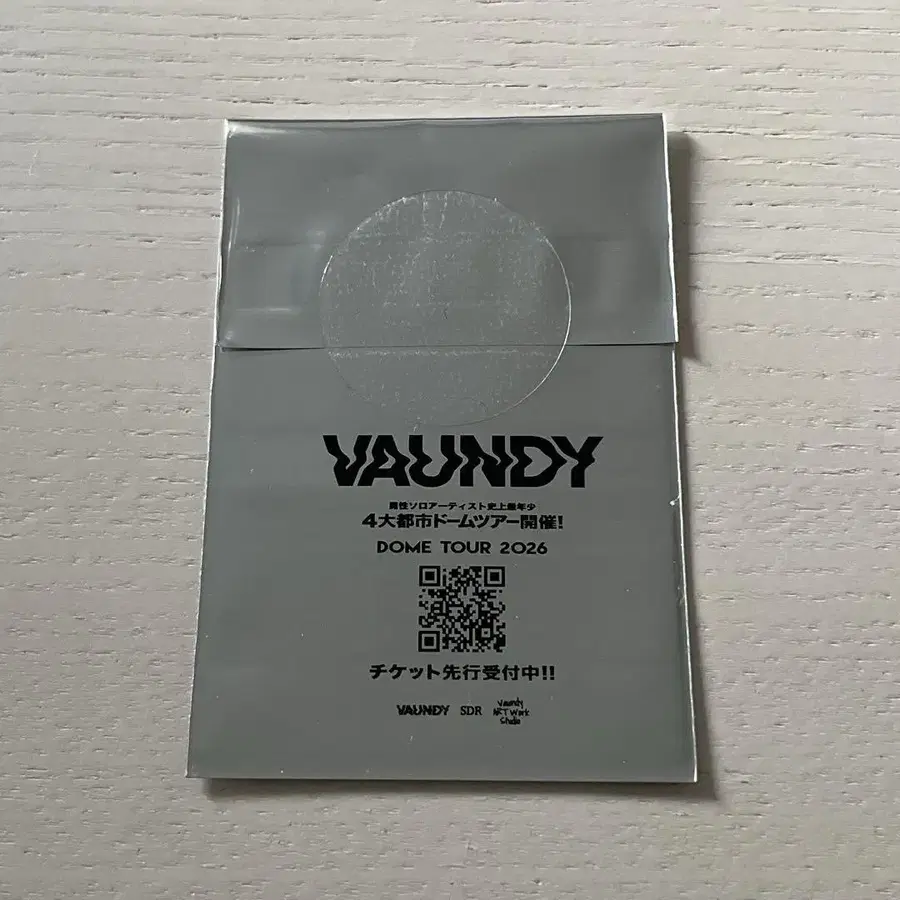 VAUNDY
男性ソロアーティスト史上最年少
4大都市ドームツアー開催!
DOME TOUR 2026
チケット先行受付中!!
VAUNDY SDR Vaundy ART Work Studio